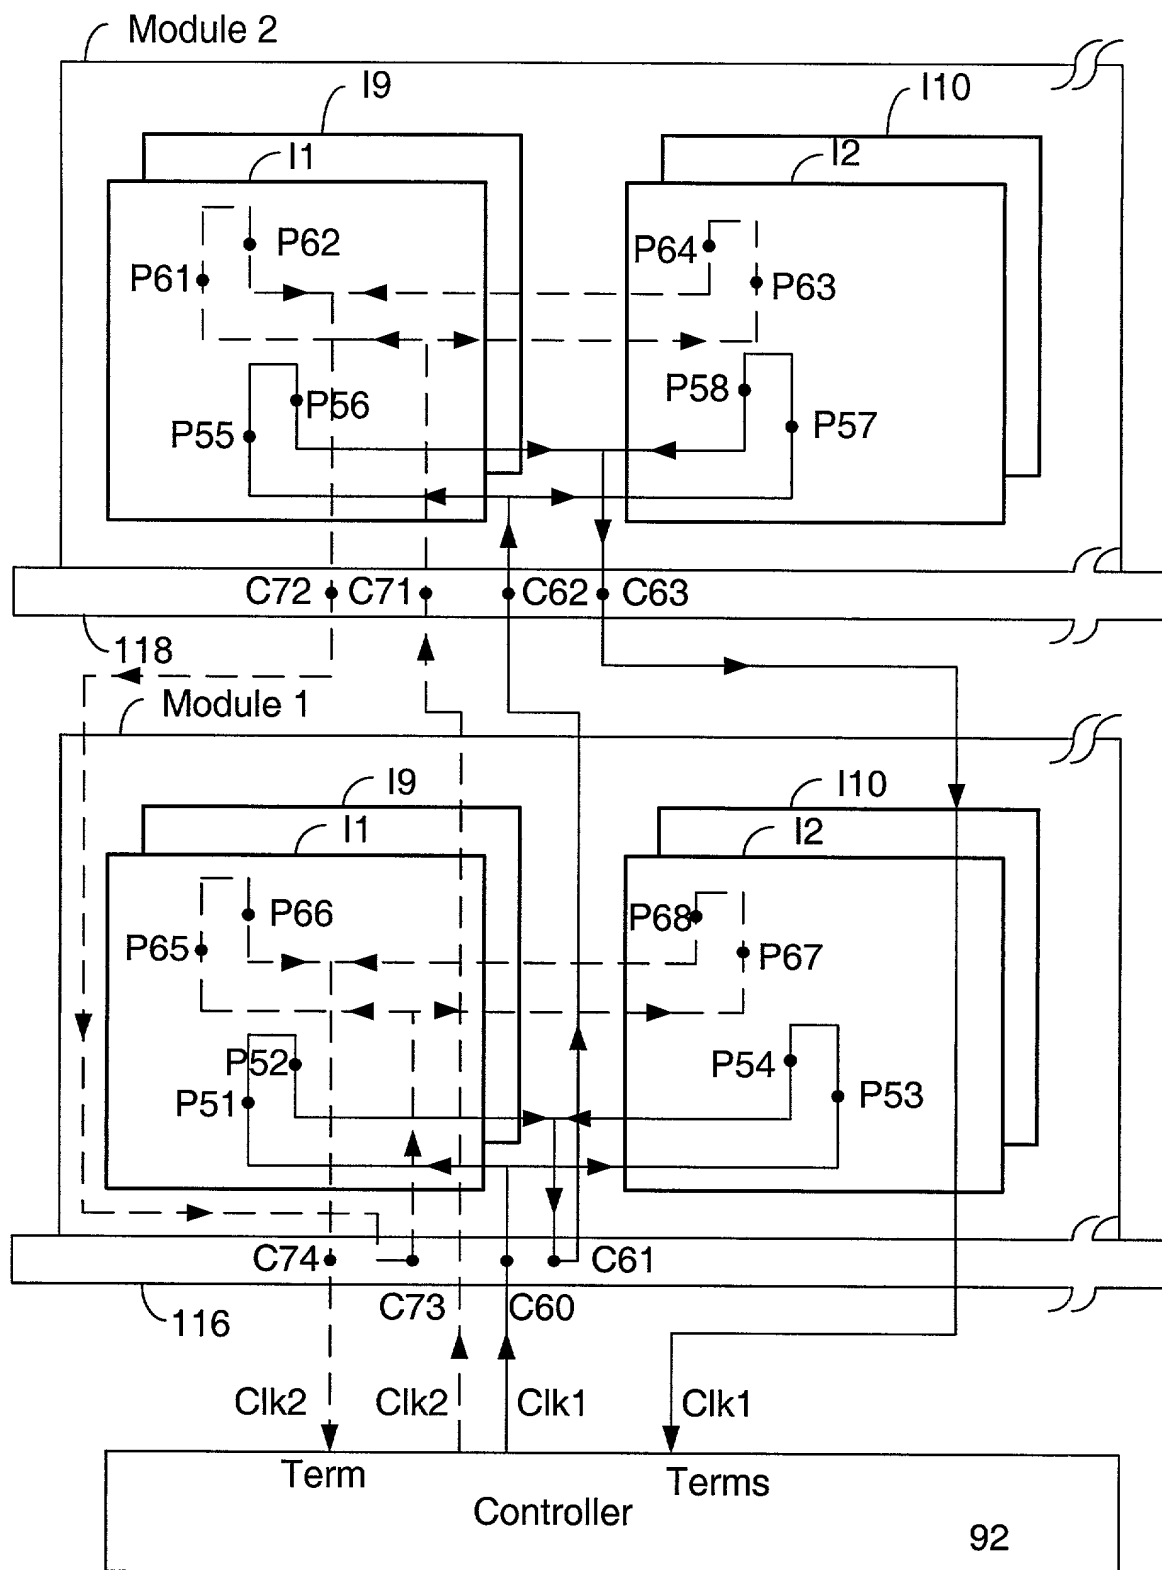 Module 2
I9
I10
I1
I2
P62
P64
P61
P63
P56
P58
P55
P57
C72
C71
C62
C63
118
Module 1
I9
I10
I1
I2
P66
P68
P65
P67
P52
P54
P51
P53
C74
C61
C73
C60
116
Clk2
Clk2
Clk1
Clk1
Term
Terms
Controller
92